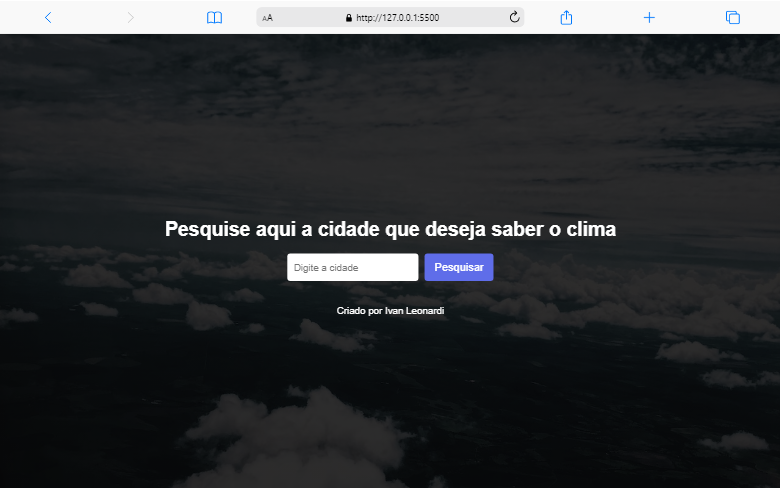 AA http://127.0.0.1:5500
Pesquise aqui a cidade que deseja saber o clima
Digite a cidade Pesquisar
Criado por Ivan Leonardi